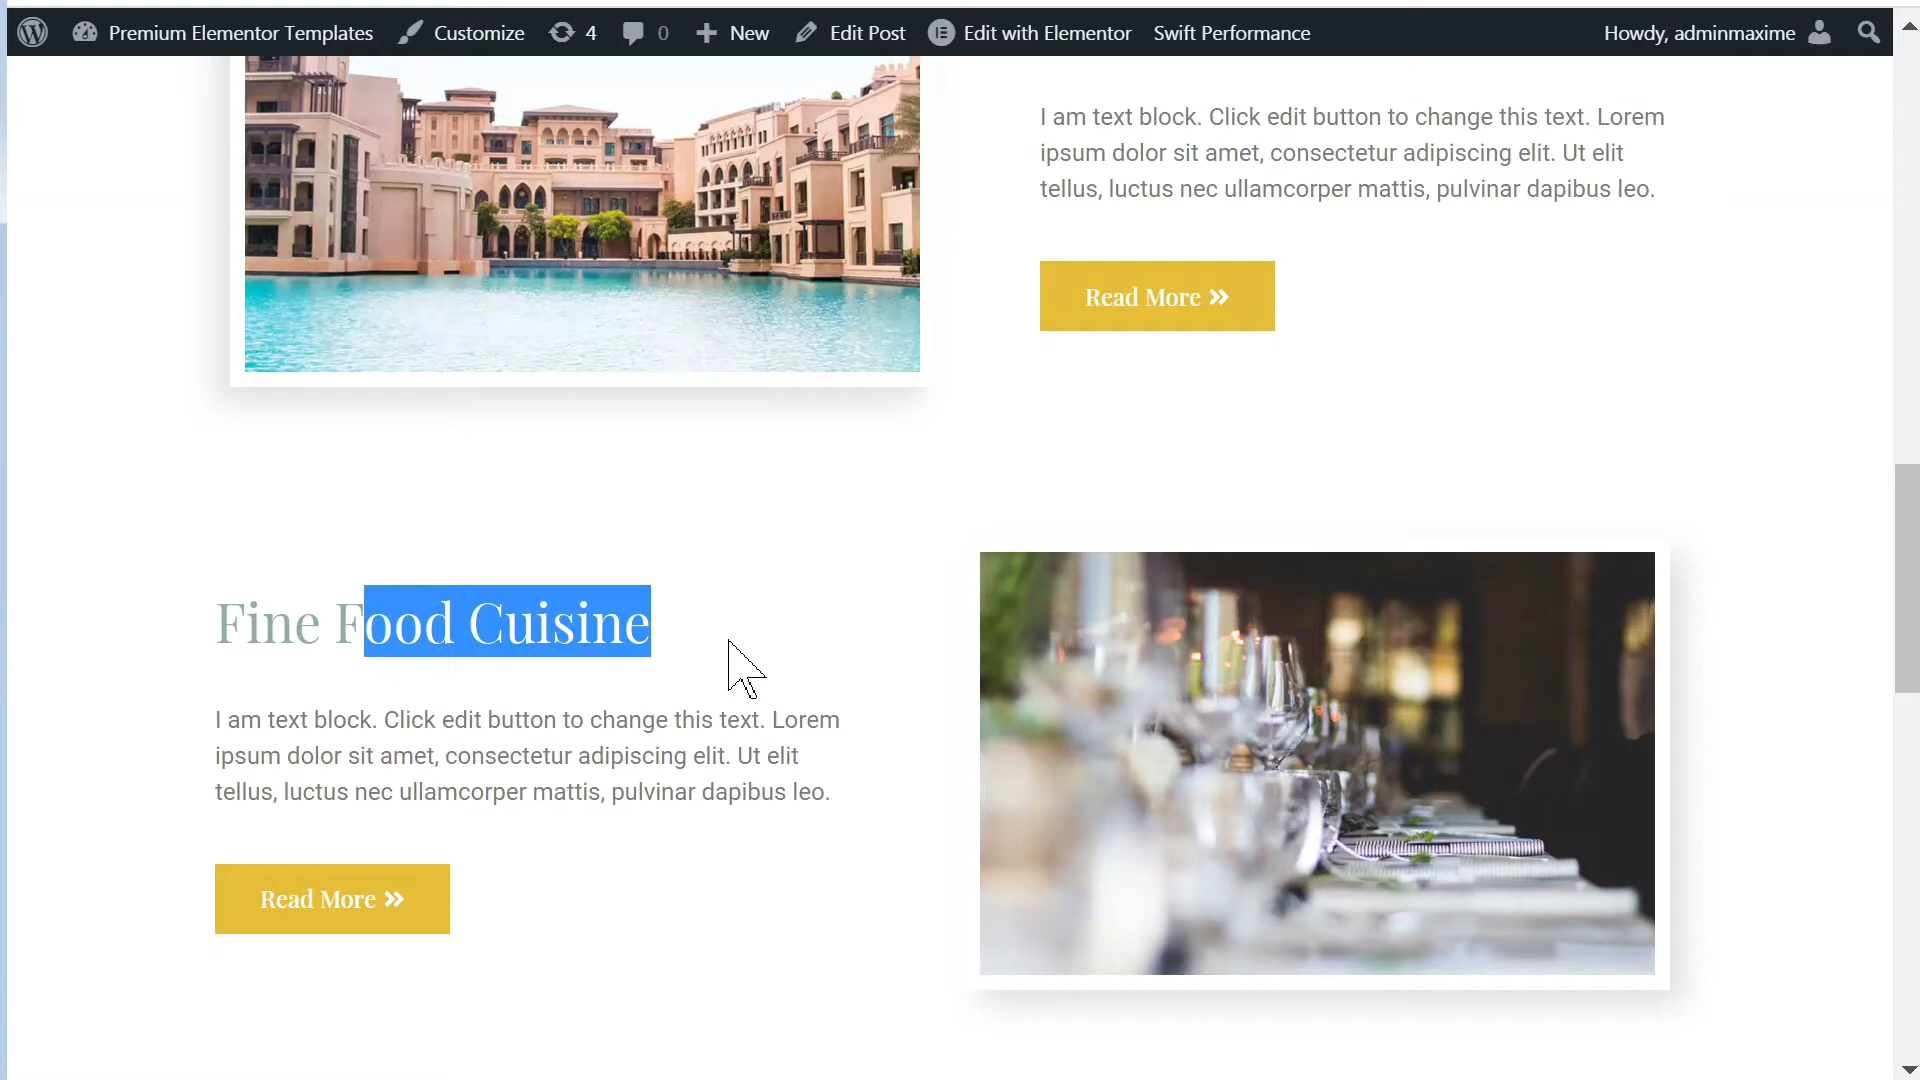 Premium Elementor Templates Customize 4 0 New Edit Post Edit with Elementor Swift Performance Howdy, adminmaxime
I am text block. Click edit button to change this text. Lorem
ipsum dolor sit amet, consectetur adipiscing elit. Ut elit
tellus, luctus nec ullamcorper mattis, pulvinar dapibus leo.
Read More »
Fine Food Cuisine
I am text block. Click edit button to change this text. Lorem
ipsum dolor sit amet, consectetur adipiscing elit. Ut elit
tellus, luctus nec ullamcorper mattis, pulvinar dapibus leo.
Read More »